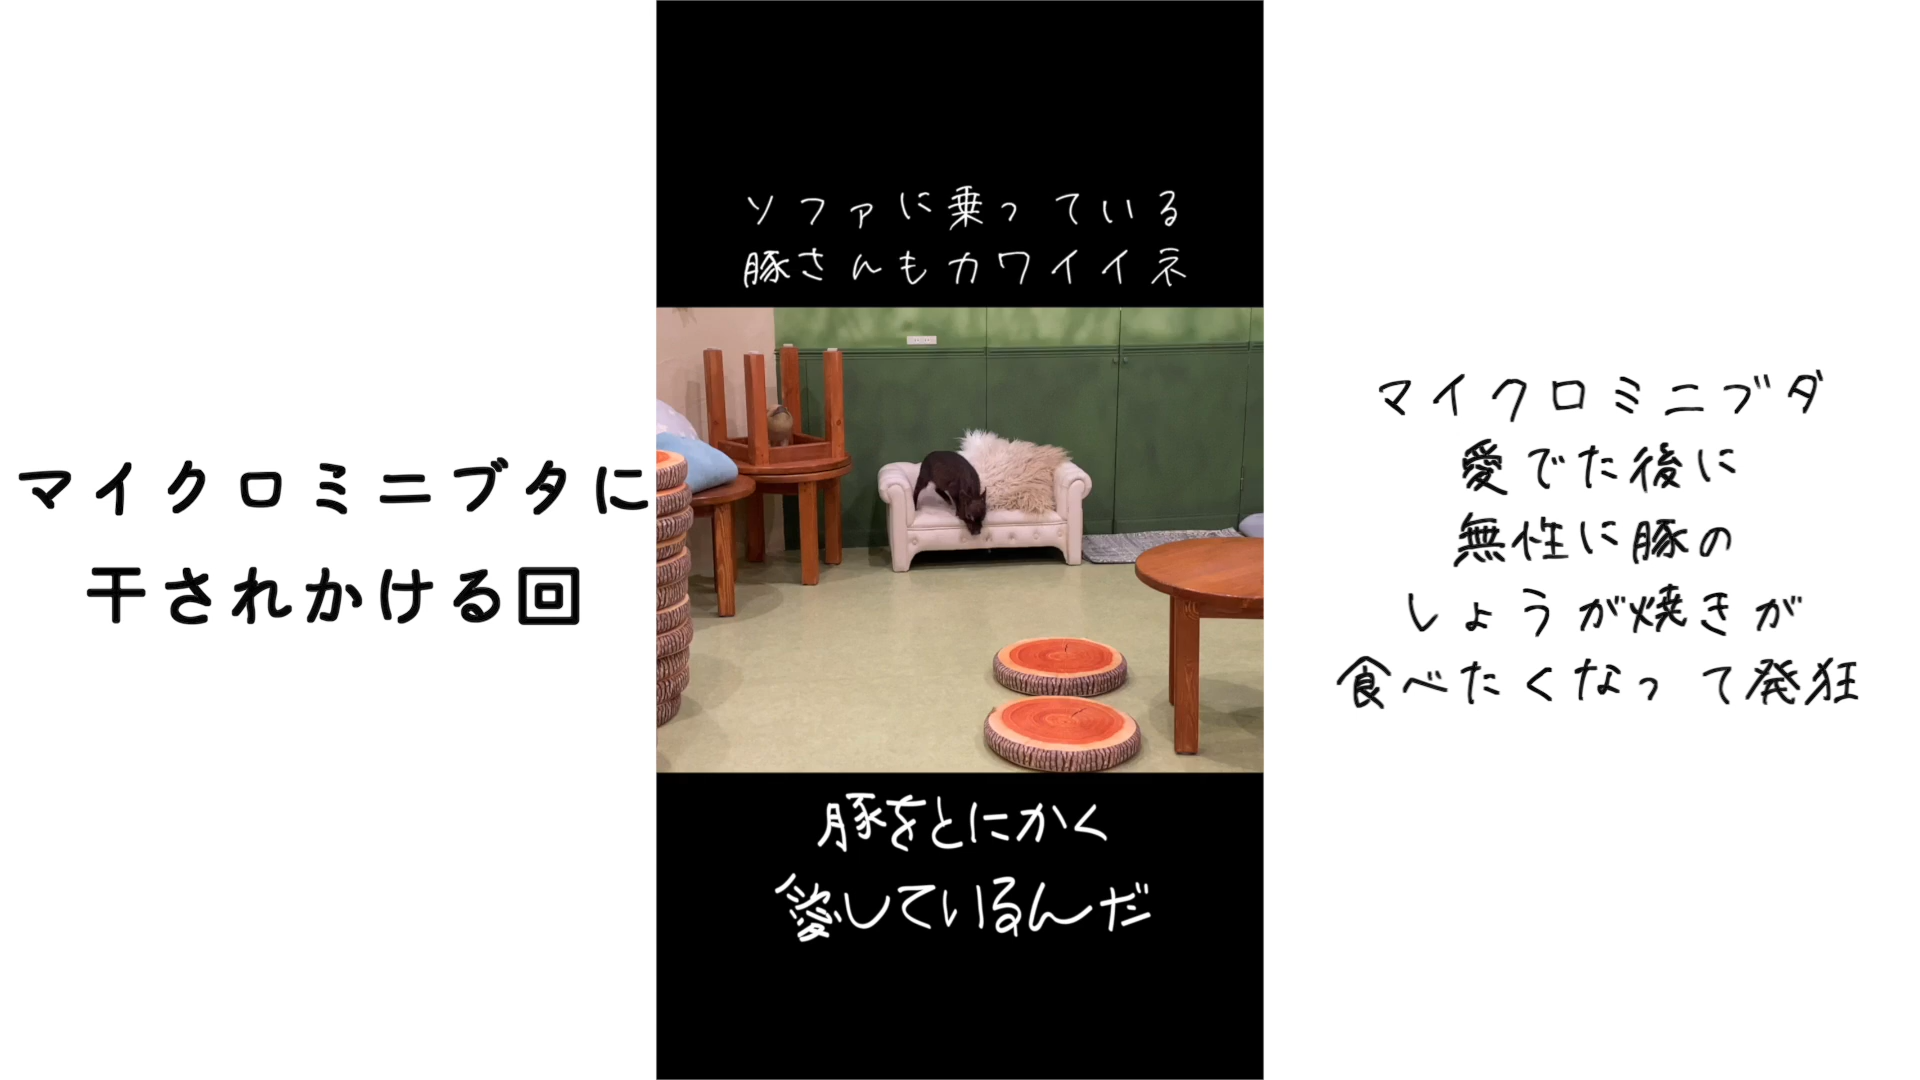 マイクロミニブタに
干されかける回
ソファに乗っている
豚さんもカワイイネ
豚をとにかく
愛しているんだ
マイクロミニブダ
愛でた後に
無性に豚の
しょうが焼きが
食べたくなって発狂